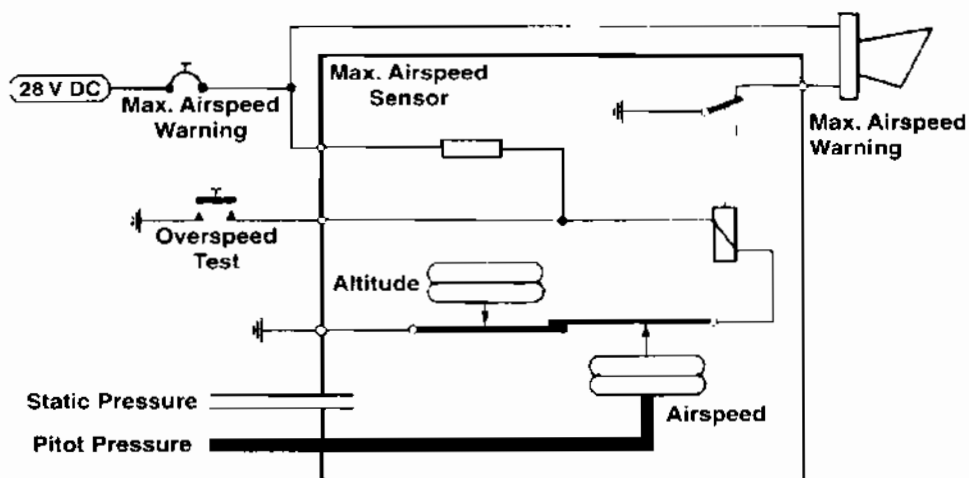 28 V DC
Max. Airspeed
Warning
Max. Airspeed
Sensor
Max. Airspeed
Warning
Overspeed
Test
Altitude
Airspeed
Static Pressure
Pitot Pressure